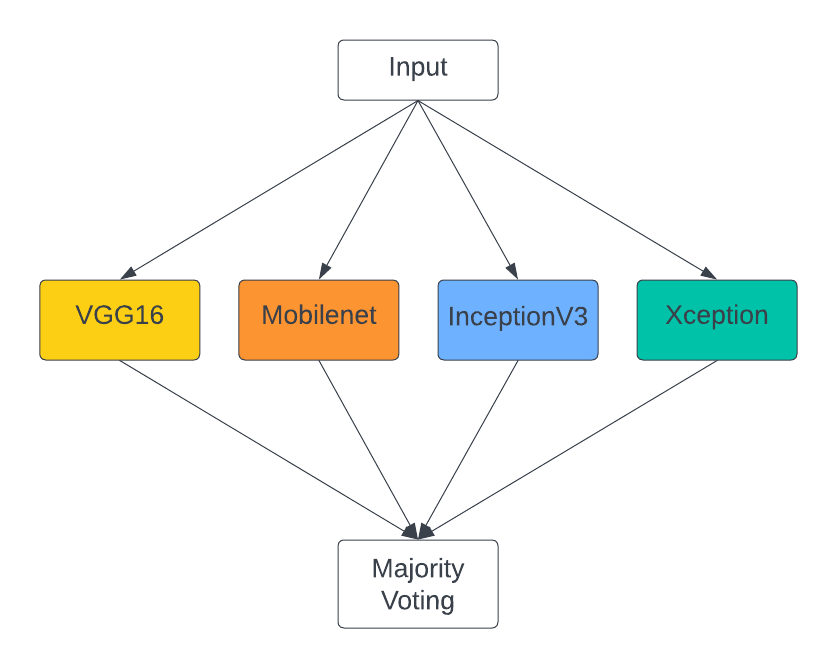 Input
VGG16
Mobilenet
InceptionV3
Xception
Majority
Voting